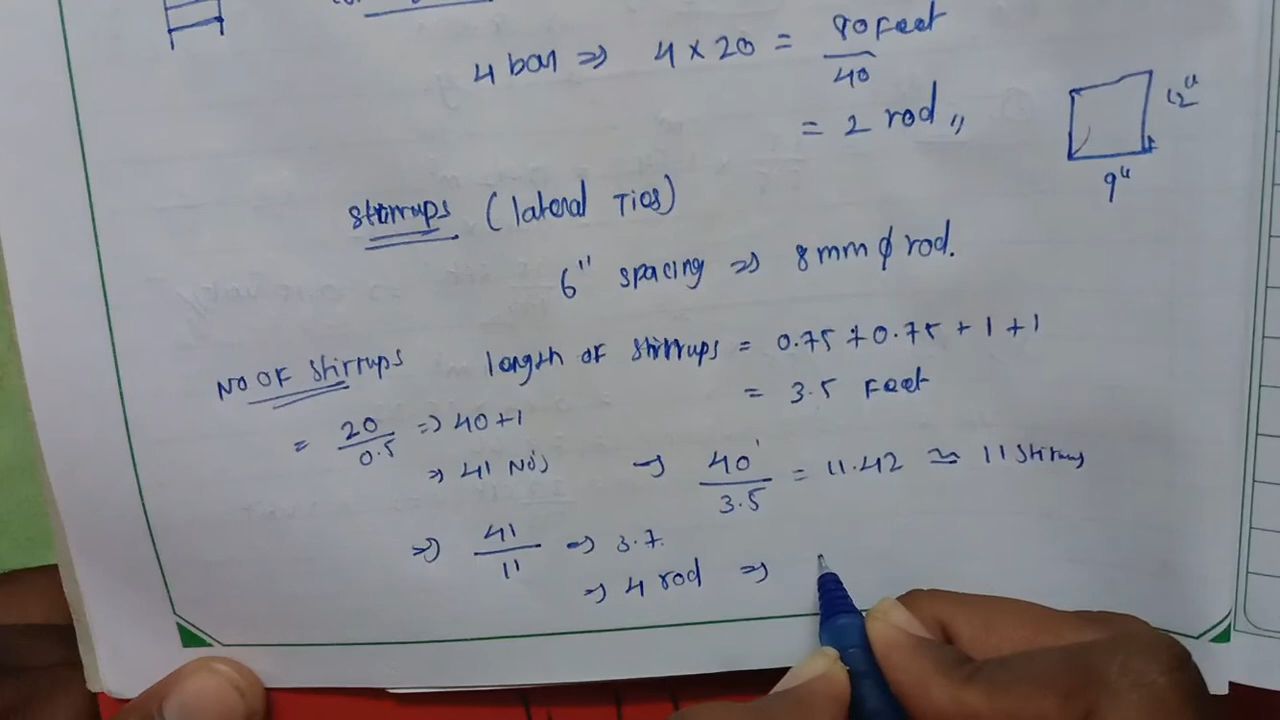 4 bar ⇒ 4 × 20 = 80 Feet
40
= 2 rod 〃
12"
9"
Stirrups (lateral Ties)
6" spacing ⇒ 8 mm ϕ rod.
No OF Stirrups
length OF Stirrups = 0.75 + 0.75 + 1 + 1
= 3.5 Feet
= 20/0.5 ⇒ 40+1
⇒ 41 No's
→ 40'/3.5 = 11.42 ≃ 11 Stirrups
⇒ 41/11 ⇒ 3.7.
⇒ 4 rod ⇒